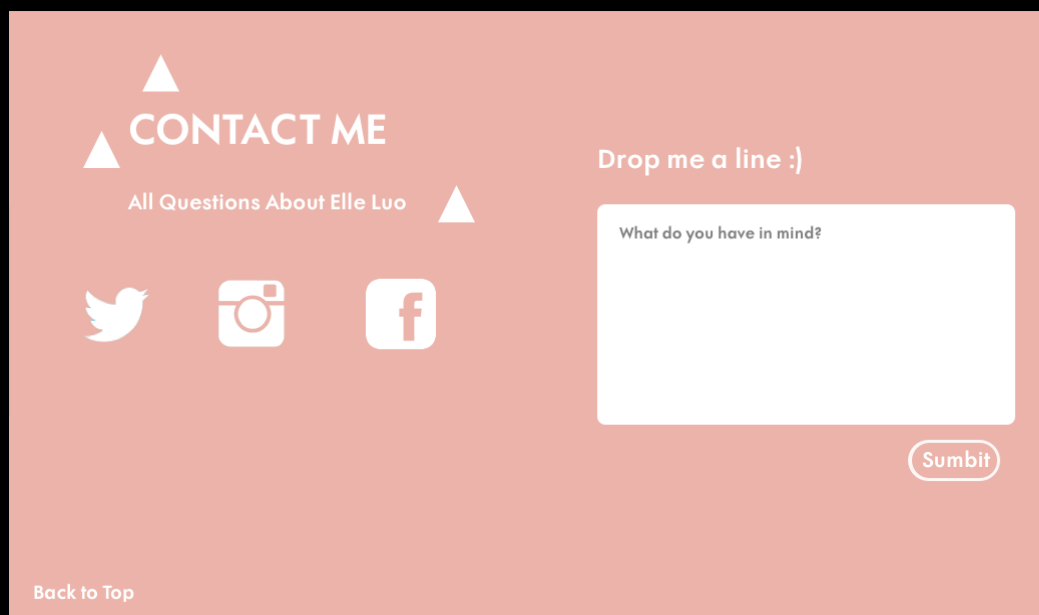 CONTACT ME
All Questions About Elle Luo
Drop me a line :)
What do you have in mind?
Sumbit
Back to Top